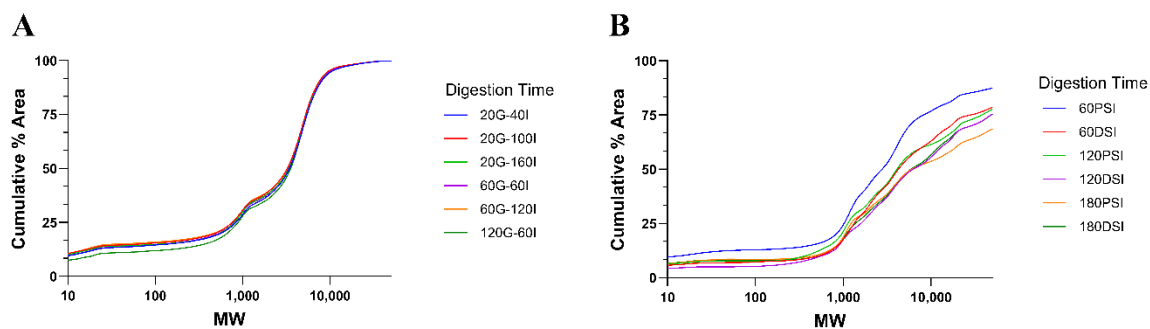 A
100
75
50
25
0
Cumulative % Area
10
100
1,000
10,000
MW
Digestion Time
20G-40I
20G-100I
20G-160I
60G-60I
60G-120I
120G-60I
B
100
75
50
25
0
Cumulative % Area
10
100
1,000
10,000
MW
Digestion Time
60PSI
60DSI
120PSI
120DSI
180PSI
180DSI